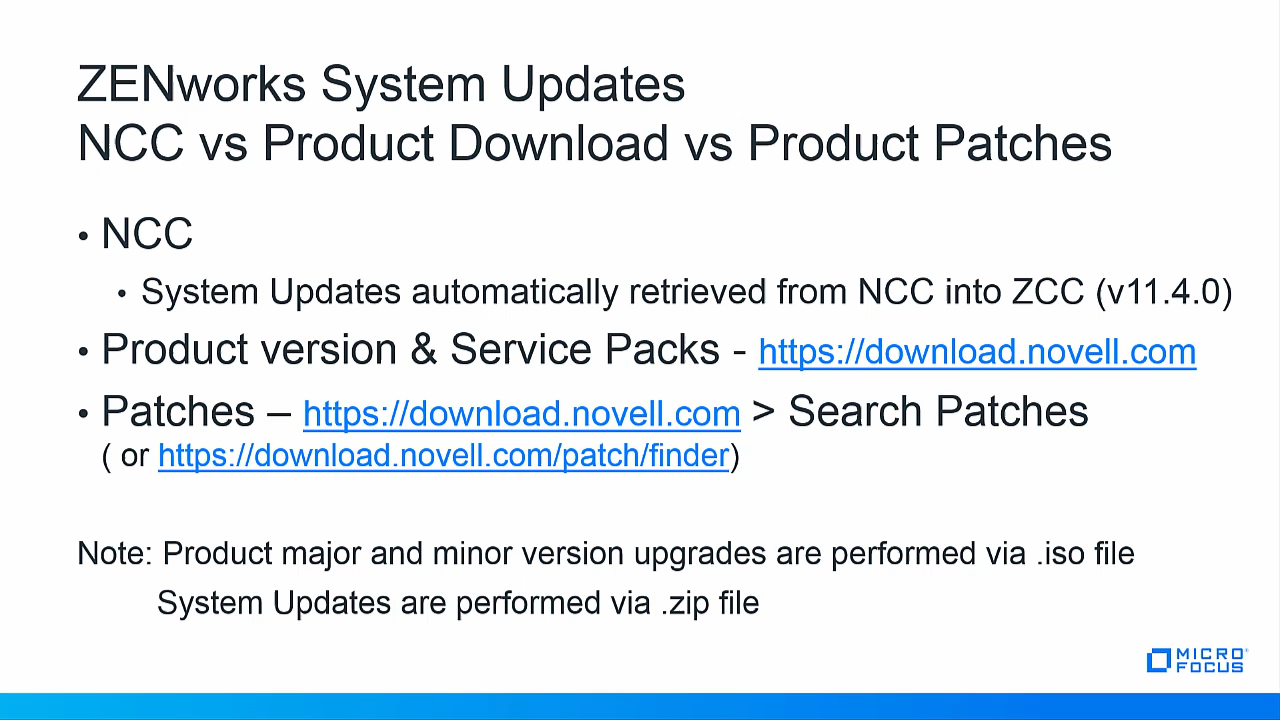 ZENworks System Updates
NCC vs Product Download vs Product Patches
• NCC
• System Updates automatically retrieved from NCC into ZCC (v11.4.0)
• Product version & Service Packs - https://download.novell.com
• Patches – https://download.novell.com > Search Patches
( or https://download.novell.com/patch/finder)
Note: Product major and minor version upgrades are performed via .iso file
System Updates are performed via .zip file
MICRO
FOCUS